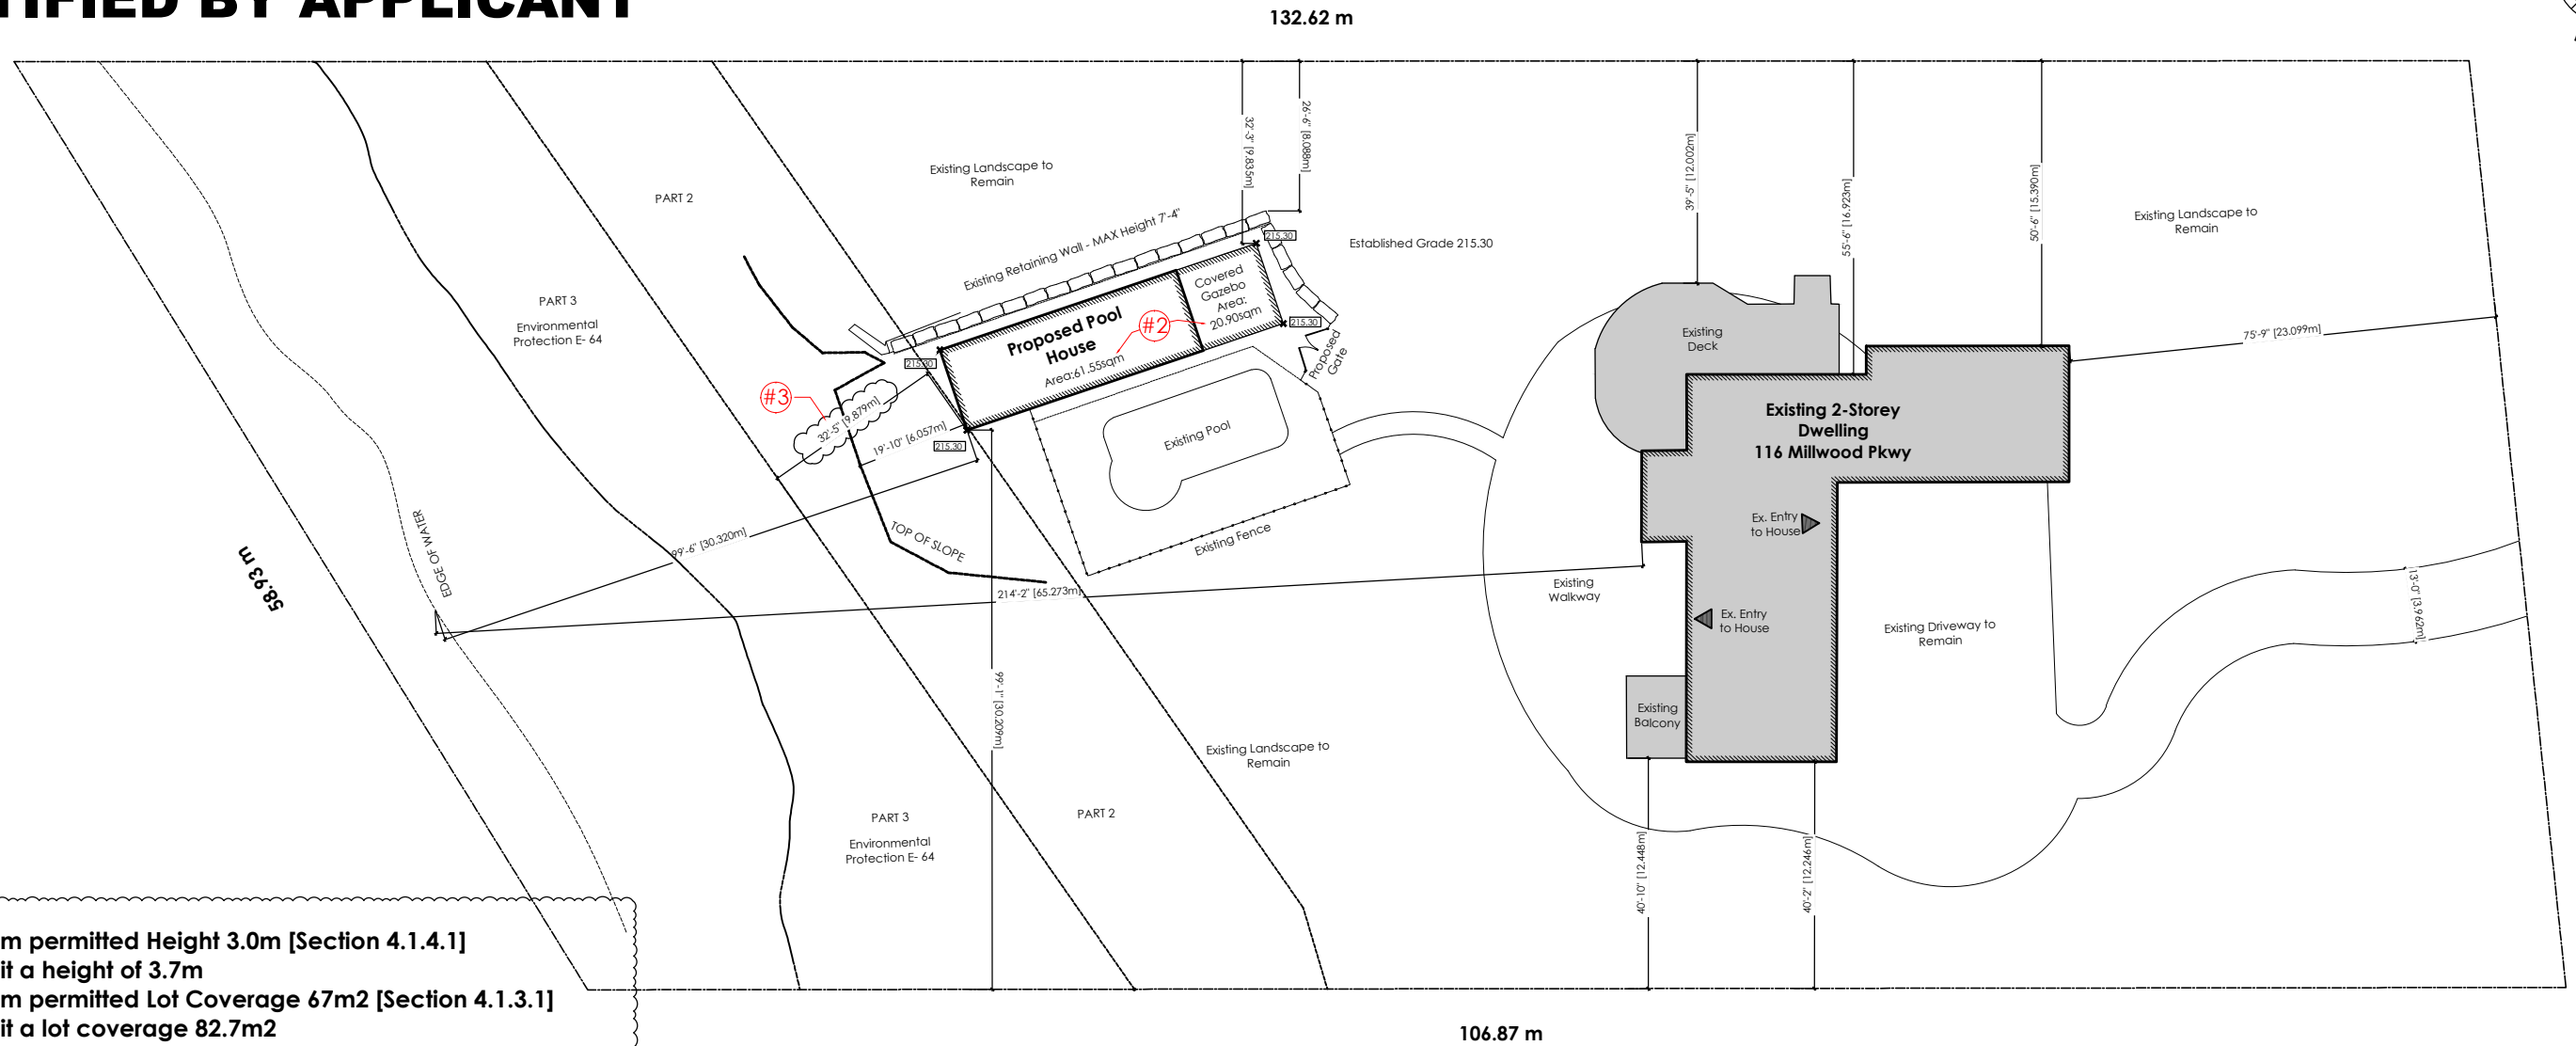 TIFIED BY APPLICANT
132.62 m
32'-3" [9.835m]
26'-6" [8.088m]
39'-5" [12.002m]
55'-6" [16.923m]
50'-6" [15.390m]
Existing Landscape to
Remain
PART 2
Existing Retaining Wall - MAX Height 7'-4"
215.30
Established Grade 215.30
Existing Landscape to
Remain
PART 3
Environmental
Protection E- 64
Covered
Gazebo
Area:
20.90sqm
#2
Proposed Pool
House
Area:61.55sqm
215.30
Proposed
Gate
Existing
Deck
75'-9" [23.099m]
215.30
#3
32'-5" [9.879m]
19'-10" [6.057m]
215.30
Existing Pool
Existing 2-Storey
Dwelling
116 Millwood Pkwy
Ex. Entry
to House
EDGE OF WATER
99'-6" [30.320m]
TOP OF SLOPE
Existing Fence
58.93 m
214'-2" [65.273m]
Existing
Walkway
Ex. Entry
to House
Existing Driveway to
Remain
13'-0" [3.962m]
99'-1" [30.209m]
Existing
Balcony
Existing Landscape to
Remain
PART 3
Environmental
Protection E- 64
PART 2
40'-10" [12.448m]
40'-2" [12.246m]
m permitted Height 3.0m [Section 4.1.4.1]
it a height of 3.7m
m permitted Lot Coverage 67m2 [Section 4.1.3.1]
it a lot coverage 82.7m2
106.87 m